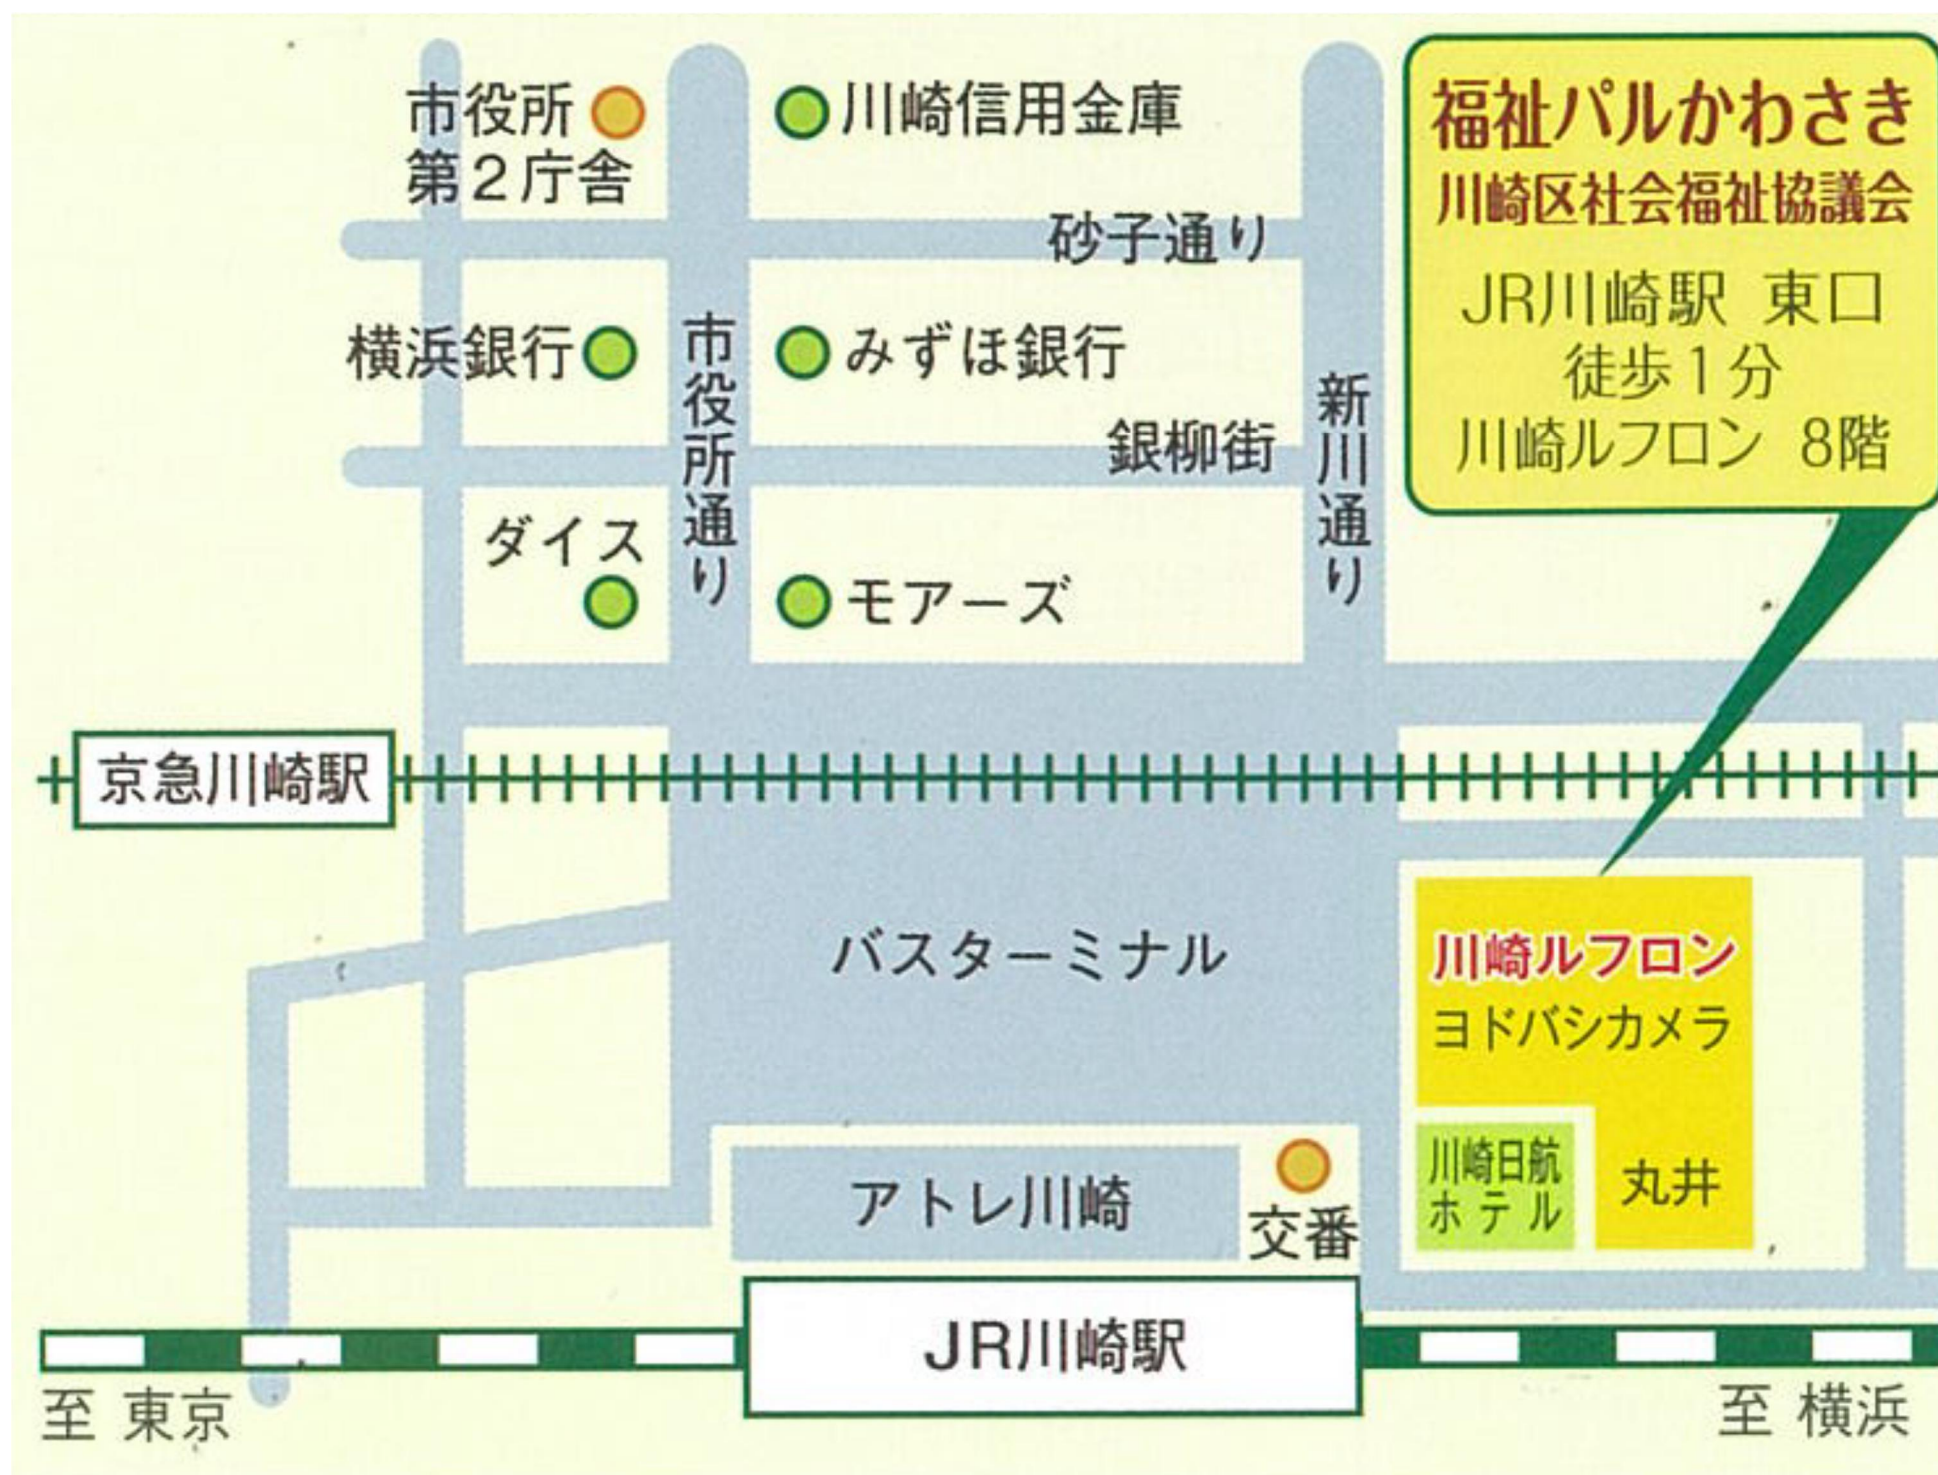 市役所
第2庁舎
川崎信用金庫
福祉パルかわさき
川崎区社会福祉協議会
JR川崎駅 東口
徒歩1分
川崎ルフロン 8階
砂子通り
横浜銀行
市役所通り
みずほ銀行
新川通り
銀柳街
ダイス
モアーズ
京急川崎駅
バスターミナル
川崎ルフロン
ヨドバシカメラ
川崎日航
ホテル
丸井
アトレ川崎
交番
JR川崎駅
至 東京
至 横浜